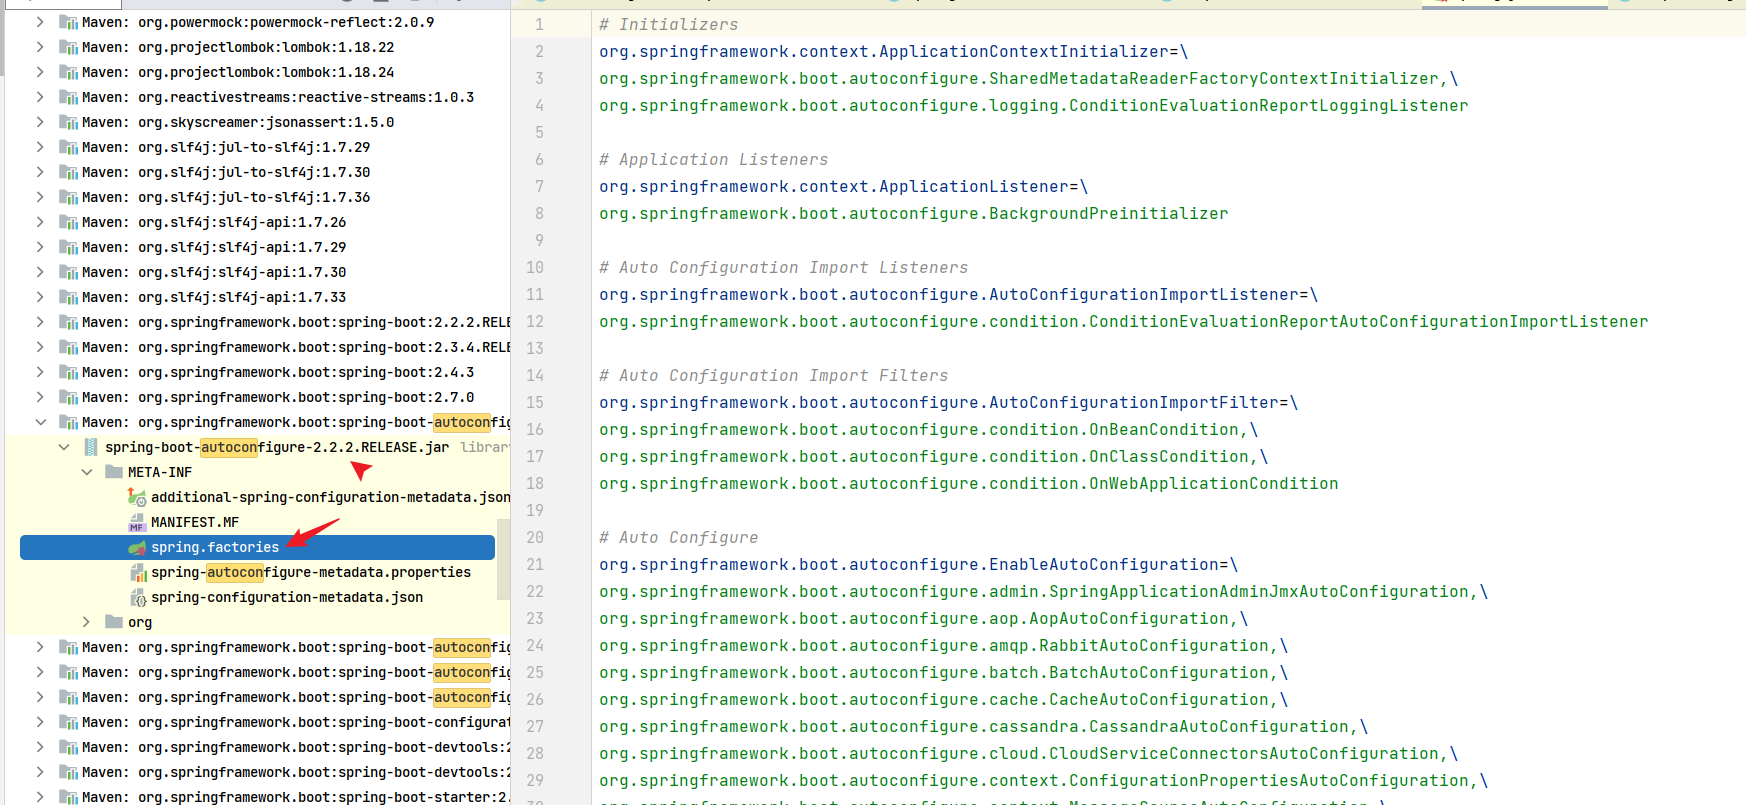 Maven: org.powermock:powermock-reflect:2.0.9
Maven: org.projectlombok:lombok:1.18.22
Maven: org.projectlombok:lombok:1.18.24
Maven: org.reactivestreams:reactive-streams:1.0.3
Maven: org.skyscreamer:jsonassert:1.5.0
Maven: org.slf4j:jul-to-slf4j:1.7.29
Maven: org.slf4j:jul-to-slf4j:1.7.30
Maven: org.slf4j:jul-to-slf4j:1.7.36
Maven: org.slf4j:slf4j-api:1.7.26
Maven: org.slf4j:slf4j-api:1.7.29
Maven: org.slf4j:slf4j-api:1.7.30
Maven: org.slf4j:slf4j-api:1.7.33
Maven: org.springframework.boot:spring-boot:2.2.2.RELE
Maven: org.springframework.boot:spring-boot:2.3.4.RELE
Maven: org.springframework.boot:spring-boot:2.4.3
Maven: org.springframework.boot:spring-boot:2.7.0
Maven: org.springframework.boot:spring-boot-autoconfig
spring-boot-autoconfigure-2.2.2.RELEASE.jar library
META-INF
additional-spring-configuration-metadata.json
MANIFEST.MF
spring.factories
spring-autoconfigure-metadata.properties
spring-configuration-metadata.json
org
Maven: org.springframework.boot:spring-boot-autoconfig
Maven: org.springframework.boot:spring-boot-autoconfig
Maven: org.springframework.boot:spring-boot-autoconfig
Maven: org.springframework.boot:spring-boot-configurat
Maven: org.springframework.boot:spring-boot-devtools:2
Maven: org.springframework.boot:spring-boot-devtools:2
Maven: org.springframework.boot:spring-boot-starter:2.
1 # Initializers
2 org.springframework.context.ApplicationContextInitializer=\
3 org.springframework.boot.autoconfigure.SharedMetadataReaderFactoryContextInitializer,\
4 org.springframework.boot.autoconfigure.logging.ConditionEvaluationReportLoggingListener
5
6 # Application Listeners
7 org.springframework.context.ApplicationListener=\
8 org.springframework.boot.autoconfigure.BackgroundPreinitializer
9
10 # Auto Configuration Import Listeners
11 org.springframework.boot.autoconfigure.AutoConfigurationImportListener=\
12 org.springframework.boot.autoconfigure.condition.ConditionEvaluationReportAutoConfigurationImportListener
13
14 # Auto Configuration Import Filters
15 org.springframework.boot.autoconfigure.AutoConfigurationImportFilter=\
16 org.springframework.boot.autoconfigure.condition.OnBeanCondition,\
17 org.springframework.boot.autoconfigure.condition.OnClassCondition,\
18 org.springframework.boot.autoconfigure.condition.OnWebApplicationCondition
19
20 # Auto Configure
21 org.springframework.boot.autoconfigure.EnableAutoConfiguration=\
22 org.springframework.boot.autoconfigure.admin.SpringApplicationAdminJmxAutoConfiguration,\
23 org.springframework.boot.autoconfigure.aop.AopAutoConfiguration,\
24 org.springframework.boot.autoconfigure.amqp.RabbitAutoConfiguration,\
25 org.springframework.boot.autoconfigure.batch.BatchAutoConfiguration,\
26 org.springframework.boot.autoconfigure.cache.CacheAutoConfiguration,\
27 org.springframework.boot.autoconfigure.cassandra.CassandraAutoConfiguration,\
28 org.springframework.boot.autoconfigure.cloud.CloudServiceConnectorsAutoConfiguration,\
29 org.springframework.boot.autoconfigure.context.ConfigurationPropertiesAutoConfiguration,\